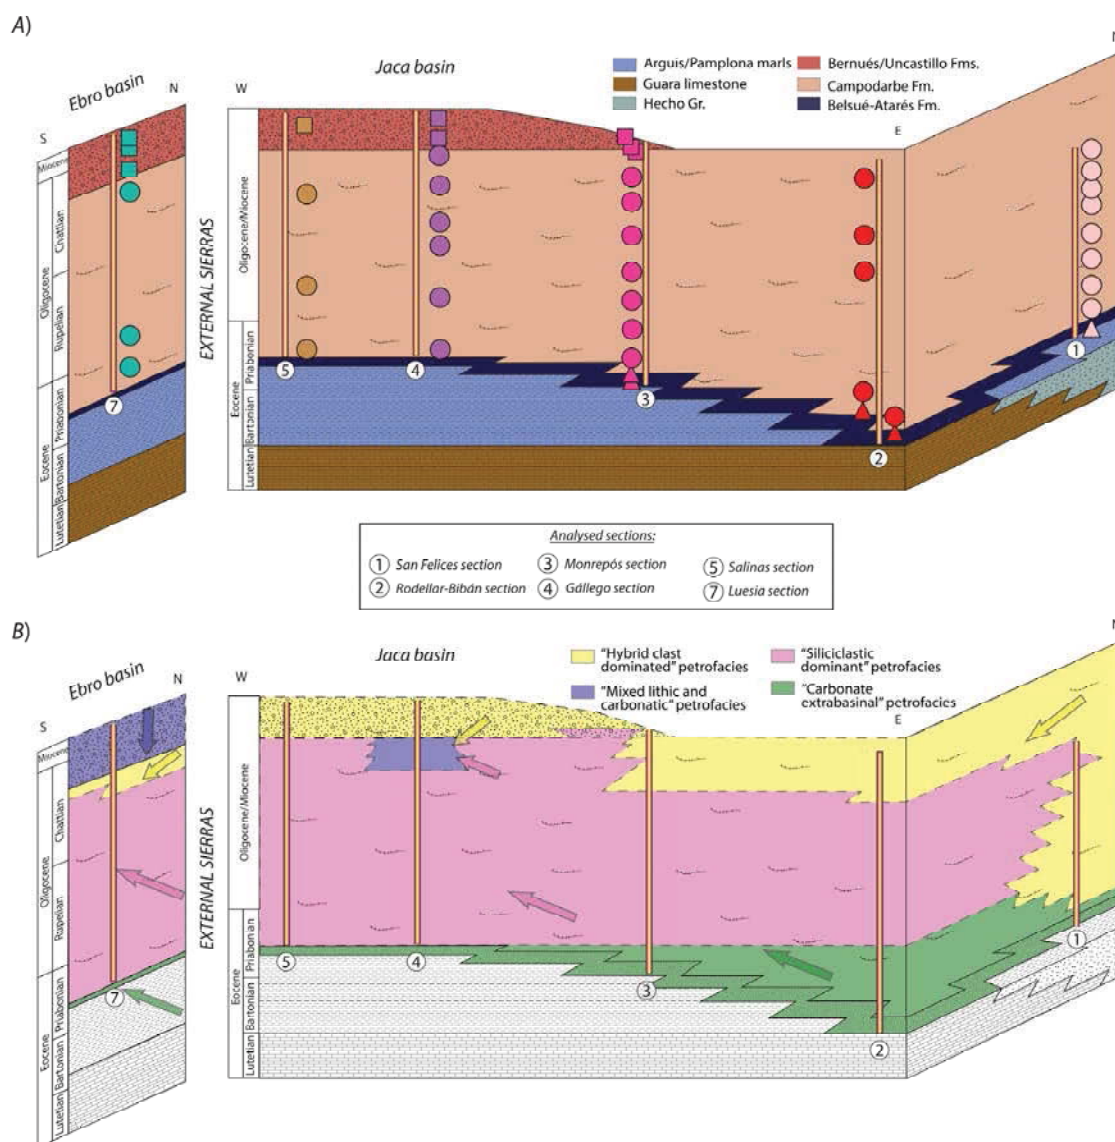 A)
Jaca basin
Ebro basin
S
N
W
E
Arguis/Pamplona marls
Guara limestone
Hecho Gr.
Bernués/Uncastillo Fms.
Campodarbe Fm.
Belsué-Atarés Fm.
Miocene
Chattian
Rupelian
Oligocene
Priabonian
Bartonian
Lutetian
Eocene
EXTERNAL SIERRAS
Oligocene/Miocene
Priabonian
Bartonian
Lutetian
Eocene
7
5
4
3
2
1
Analysed sections:
1 San Felices section
3 Monrepós section
5 Salinas section
2 Rodellar-Bibán section
4 Gállego section
7 Luesia section
B)
Jaca basin
Ebro basin
S
N
W
E
"Hybrid clast
dominated" petrofacies
"Mixed lithic and
carbonatic" petrofacies
"Siliciclastic
dominant" petrofacies
"Carbonate
extrabasinal" petrofacies
Miocene
Chattian
Rupelian
Oligocene
Priabonian
Bartonian
Lutetian
Eocene
EXTERNAL SIERRAS
Oligocene/Miocene
Priabonian
Bartonian
Lutetian
Eocene
7
5
4
3
2
1